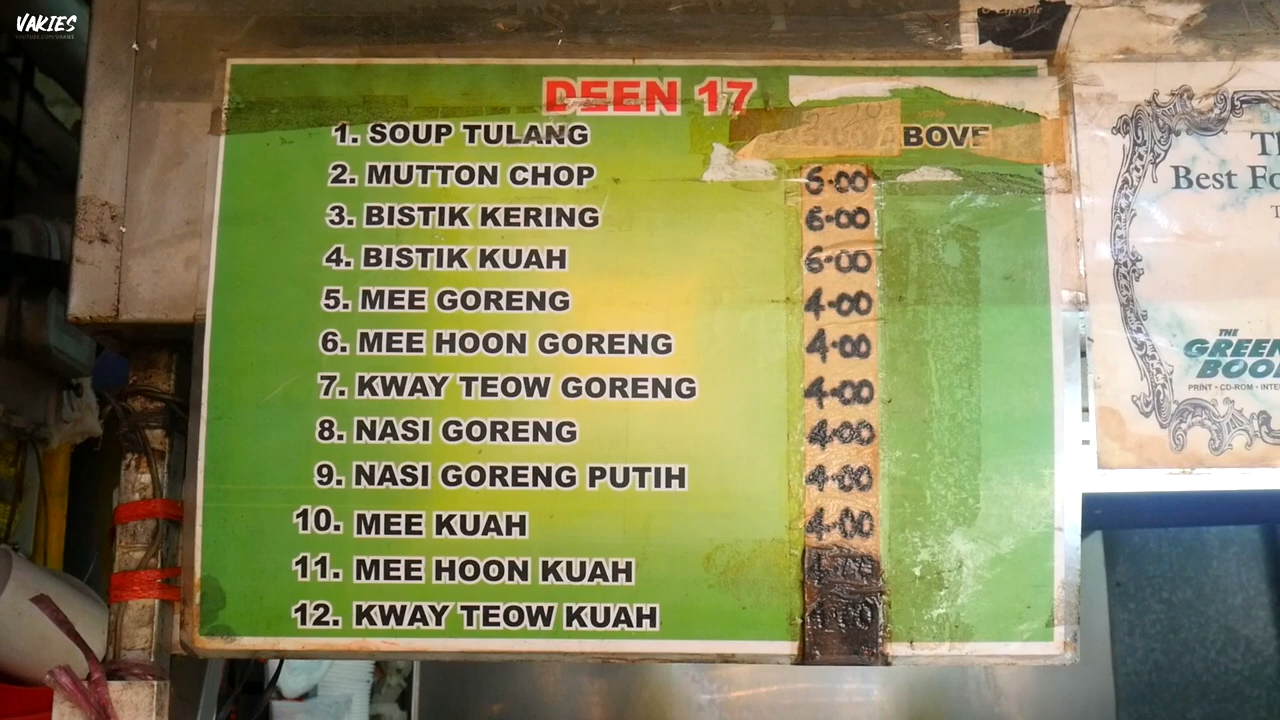 VAKIES
YOUTUBE.COM/VAKIES
DEEN 17
1. SOUP TULANG BOVE
2. MUTTON CHOP 6.00
3. BISTIK KERING 6.00
4. BISTIK KUAH 6.00
5. MEE GORENG 4.00
6. MEE HOON GORENG 4.00
7. KWAY TEOW GORENG 4.00
8. NASI GORENG 4.00
9. NASI GORENG PUTIH 4.00
10. MEE KUAH 4.00
11. MEE HOON KUAH
12. KWAY TEOW KUAH
Best Fo
THE
GREEN
BOO
PRINT • CD-ROM • INTE